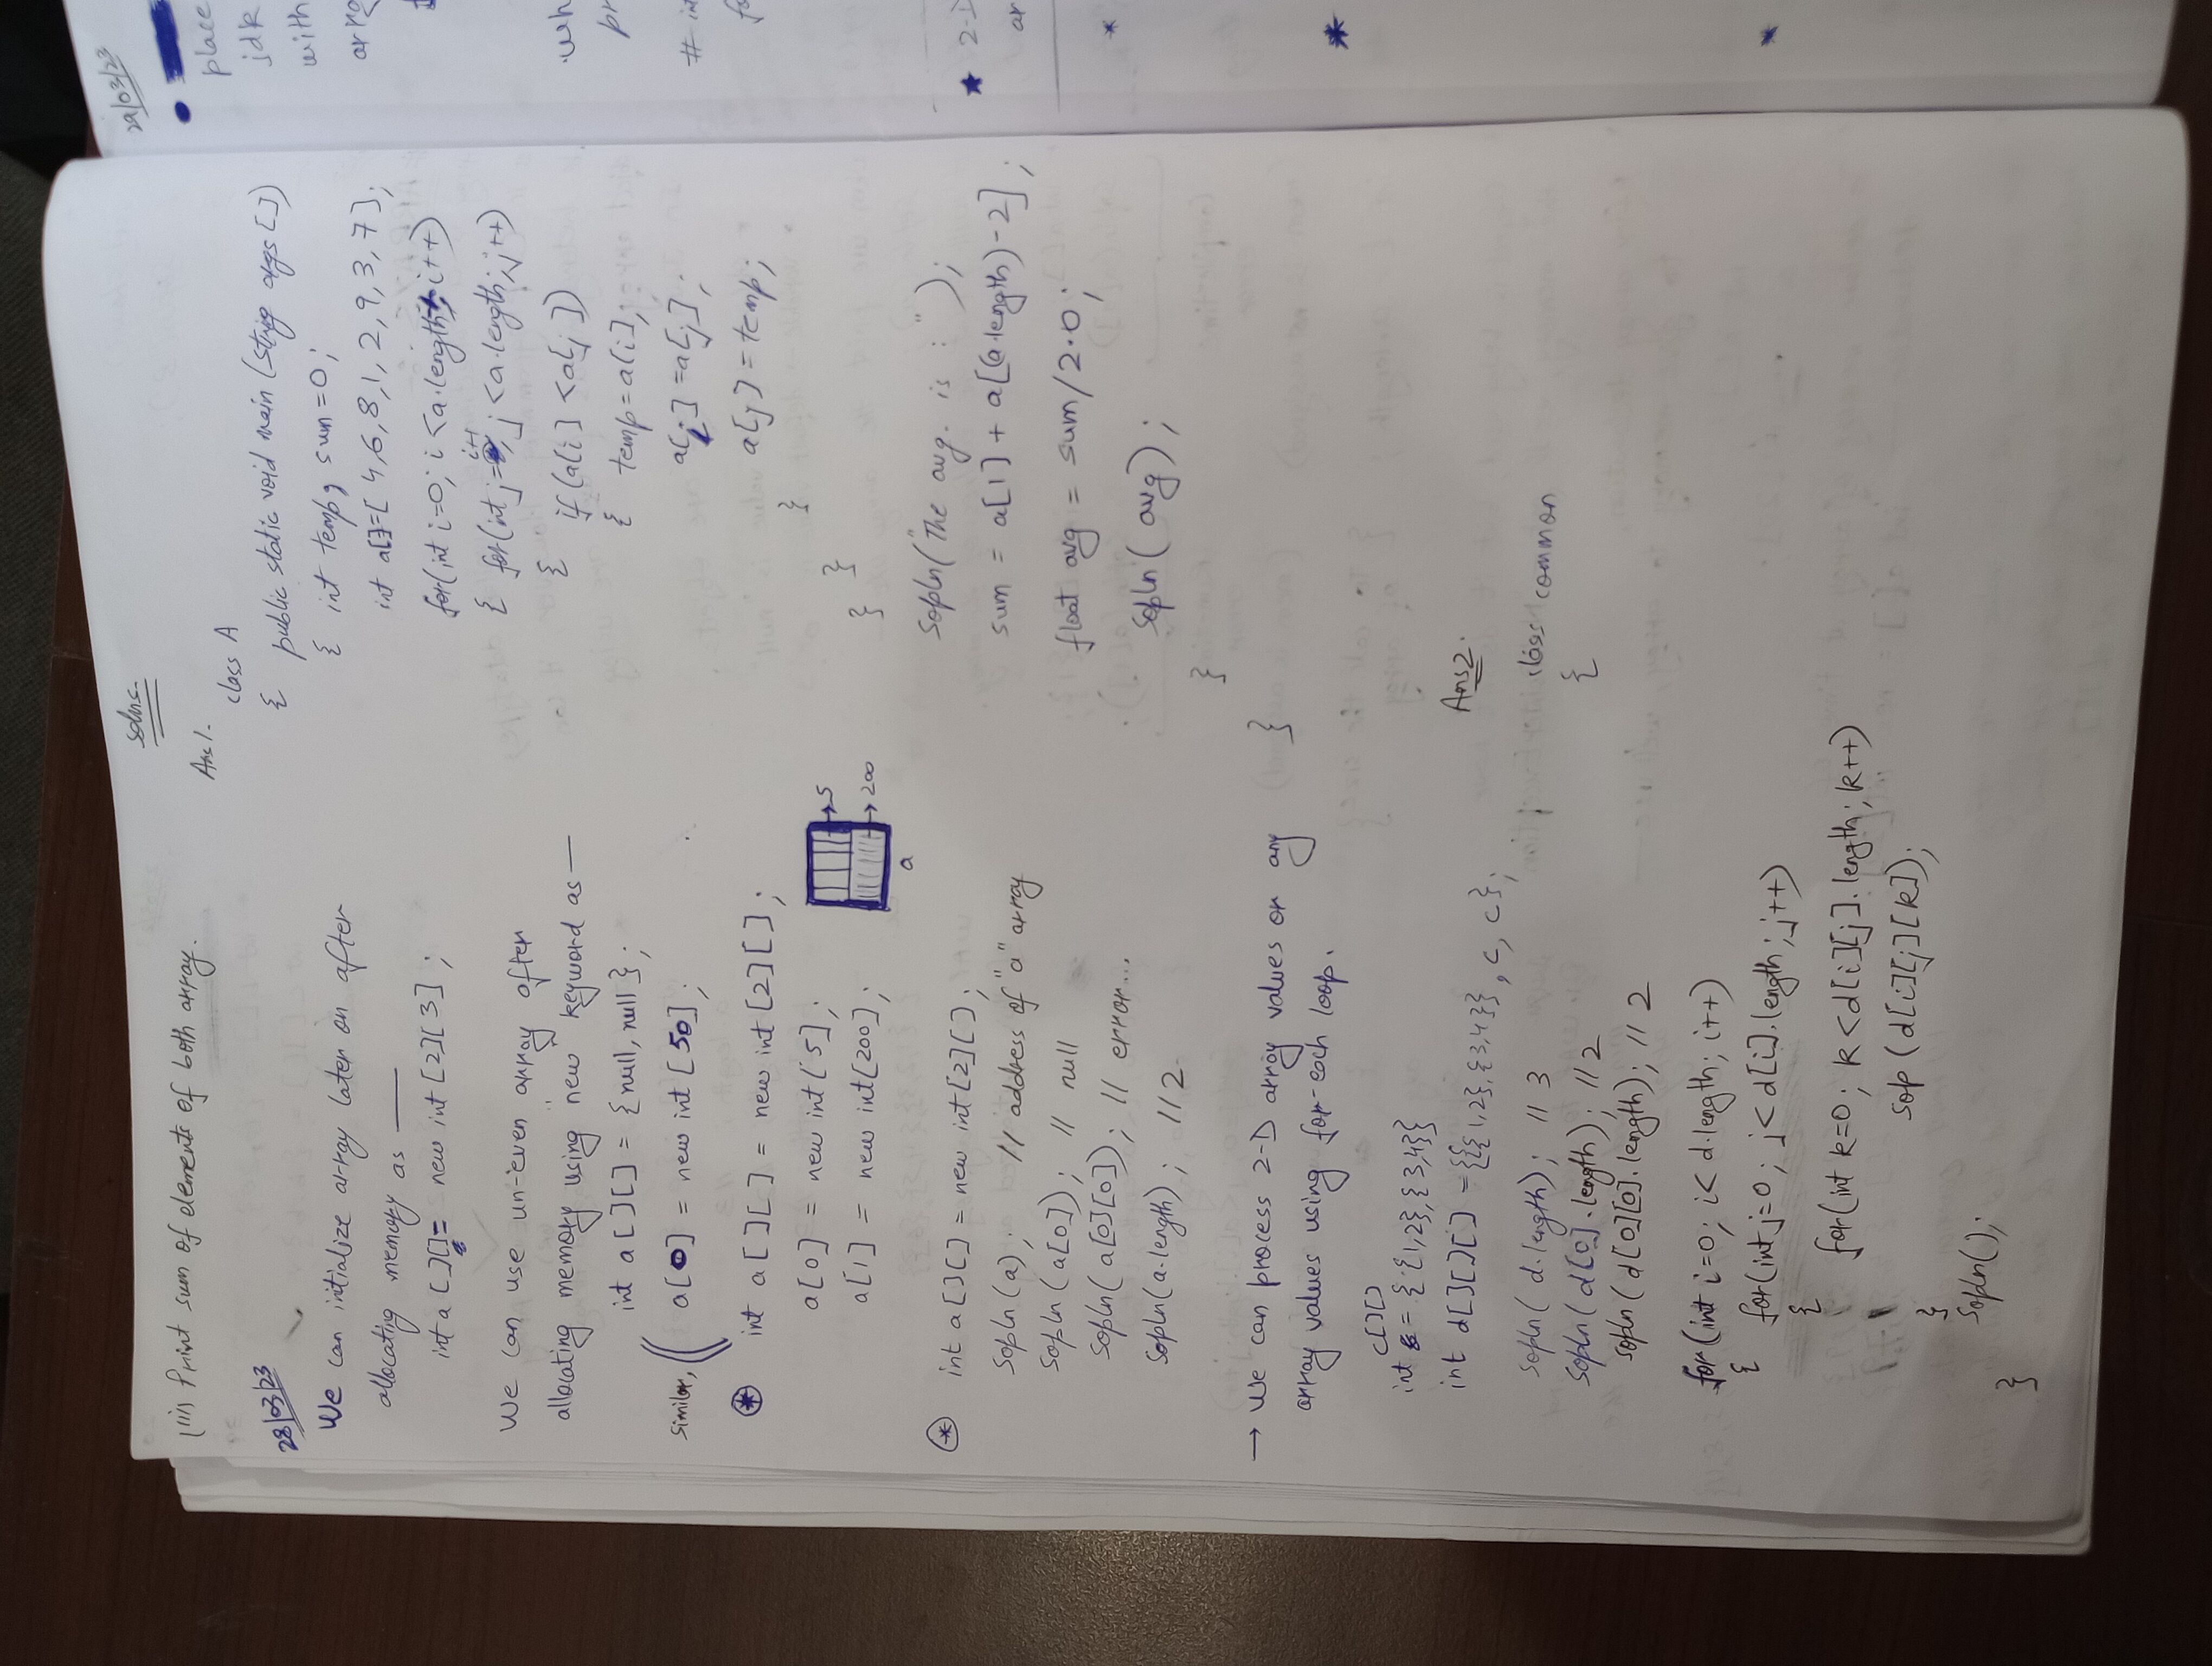 (iii) Print sum of elements of both array.
28/03/23
We can initialize array later on after
allocating memory as —
int a [][]= new int [2][3] ;
We can use un-even array after
allocating memory using "new" keyword as —
int a [][] = {null, null} ;
similar,
a[0] = new int [50] ;
* int a [][ ] = new int [2][ ] ;
a[0] = new int [5] ;
a[1] = new int[200] ;
→ 5
→ 200
a
* int a[][] = new int[2][] ;
sopln (a) ; // address of "a" array
sopln (a[0]) ; // null
sopln( a[0][0]) ; // error...
sopln(a.length) ; //2
→ We can process 2-D array values or any
array values using for-each loop.
c[][]
int = { {1,2},{3,4}}
int d[][][] = {{{1,2},{3,4}} , c, c} ;
sopln( d.length) ; // 3
sopln( d[0].length) ; //2
sopln( d[0][0].length) ; // 2
for (int i=0 ; i< d.length ; i++)
{ for(int j=0 ; j< d[i].length ; j++)
{
for(int k=0 ; k <d[i][j].length ; k++)
sop (d[i][j][k]) ;
}
sopln() ;
}
solns.
Ans 1.
class A
{ public static void main (string args [])
{ int temp, sum=0 ;
int a[]=[ 4,6,8,1,2,9,3,7] ;
for(int i=0 ; i <a.length ; i++)
i+1
{ for(int j= , j <a.length ; j++)
{ if (a[i] <a[j ])
{ temp=a[i] ;
a[i] =a[j] ;
a[j] = temp ;
}
}
}
sopln("The avg. is : ") ;
sum = a[1] + a[(a.length)-2] ;
float avg = sum/2.0 ;
sopln( avg) ;
}
}
Ans2.
class common
{
29/03/23
place
jdk
with
2-D